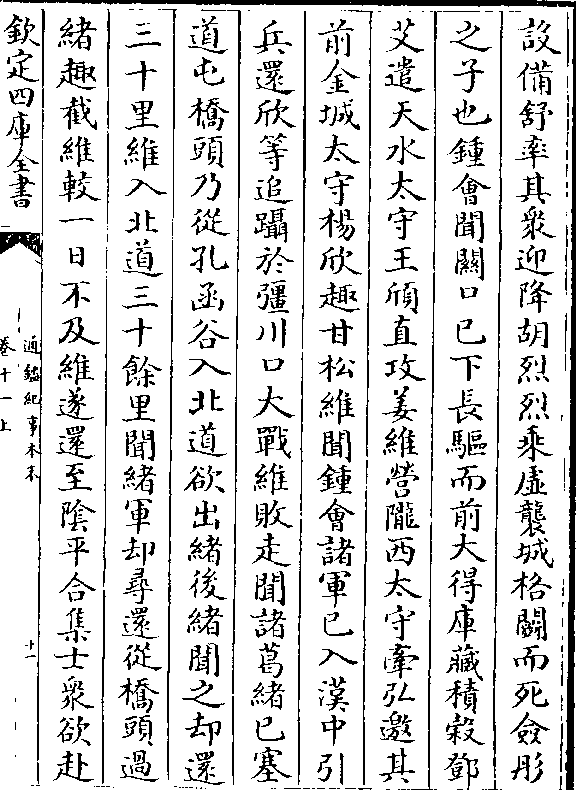 設備舒率其衆迎降胡烈烈乘虛襲城格鬭而死僉彤
之子也鍾會聞關口已下長驅而前大得庫藏積穀鄧
艾遣天水太守王頎直攻姜維營隴西太守牽弘邀其
前金城太守楊欣趣甘松維聞鍾會諸軍已入漢中引
兵還欣等追躡於彊川口大戰維敗走聞諸葛緒已塞
道屯橋頭乃從孔函谷入北道欲出緒後緒聞之却還
三十里維入北道三十餘里聞緒軍却尋還從橋頭過
緒趣截維較一日不及維遂還至陰平合集士衆欲赴
欽定四庫全書
通鑑紀事本末
卷十一上
十一